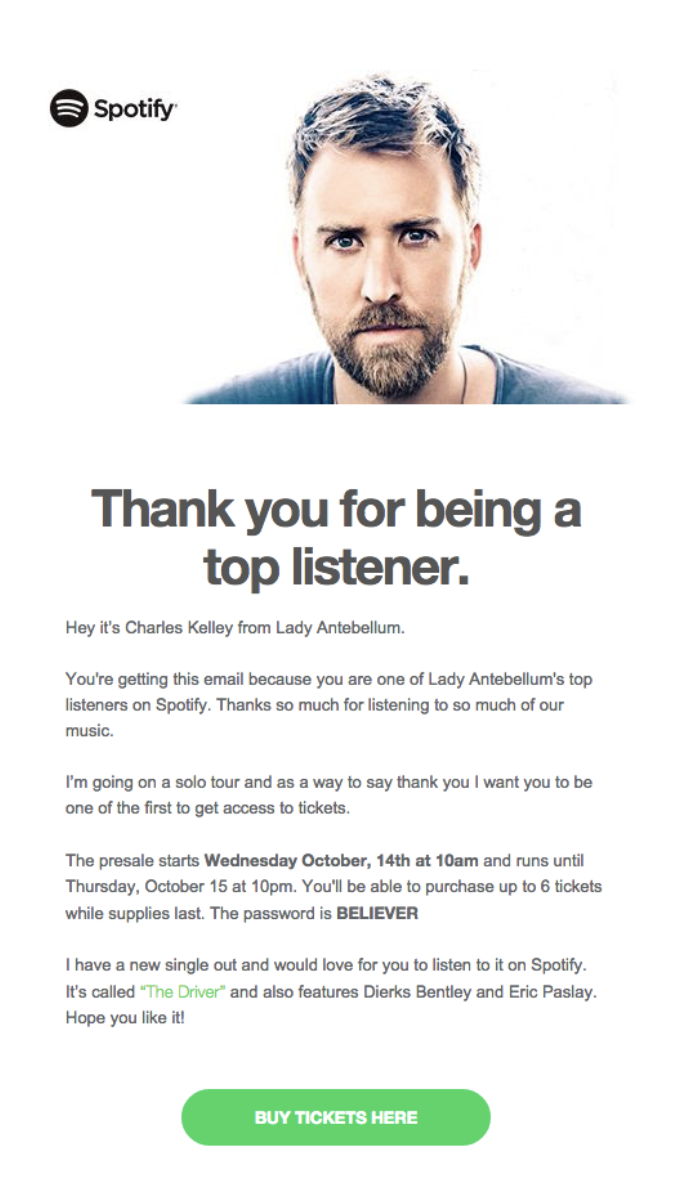 Spotify
Thank you for being a
top listener.
Hey it's Charles Kelley from Lady Antebellum.
You're getting this email because you are one of Lady Antebellum's top
listeners on Spotify. Thanks so much for listening to so much of our
music.
I'm going on a solo tour and as a way to say thank you I want you to be
one of the first to get access to tickets.
The presale starts Wednesday October, 14th at 10am and runs until
Thursday, October 15 at 10pm. You'll be able to purchase up to 6 tickets
while supplies last. The password is BELIEVER
I have a new single out and would love for you to listen to it on Spotify.
It's called “The Driver” and also features Dierks Bentley and Eric Paslay.
Hope you like it!
BUY TICKETS HERE